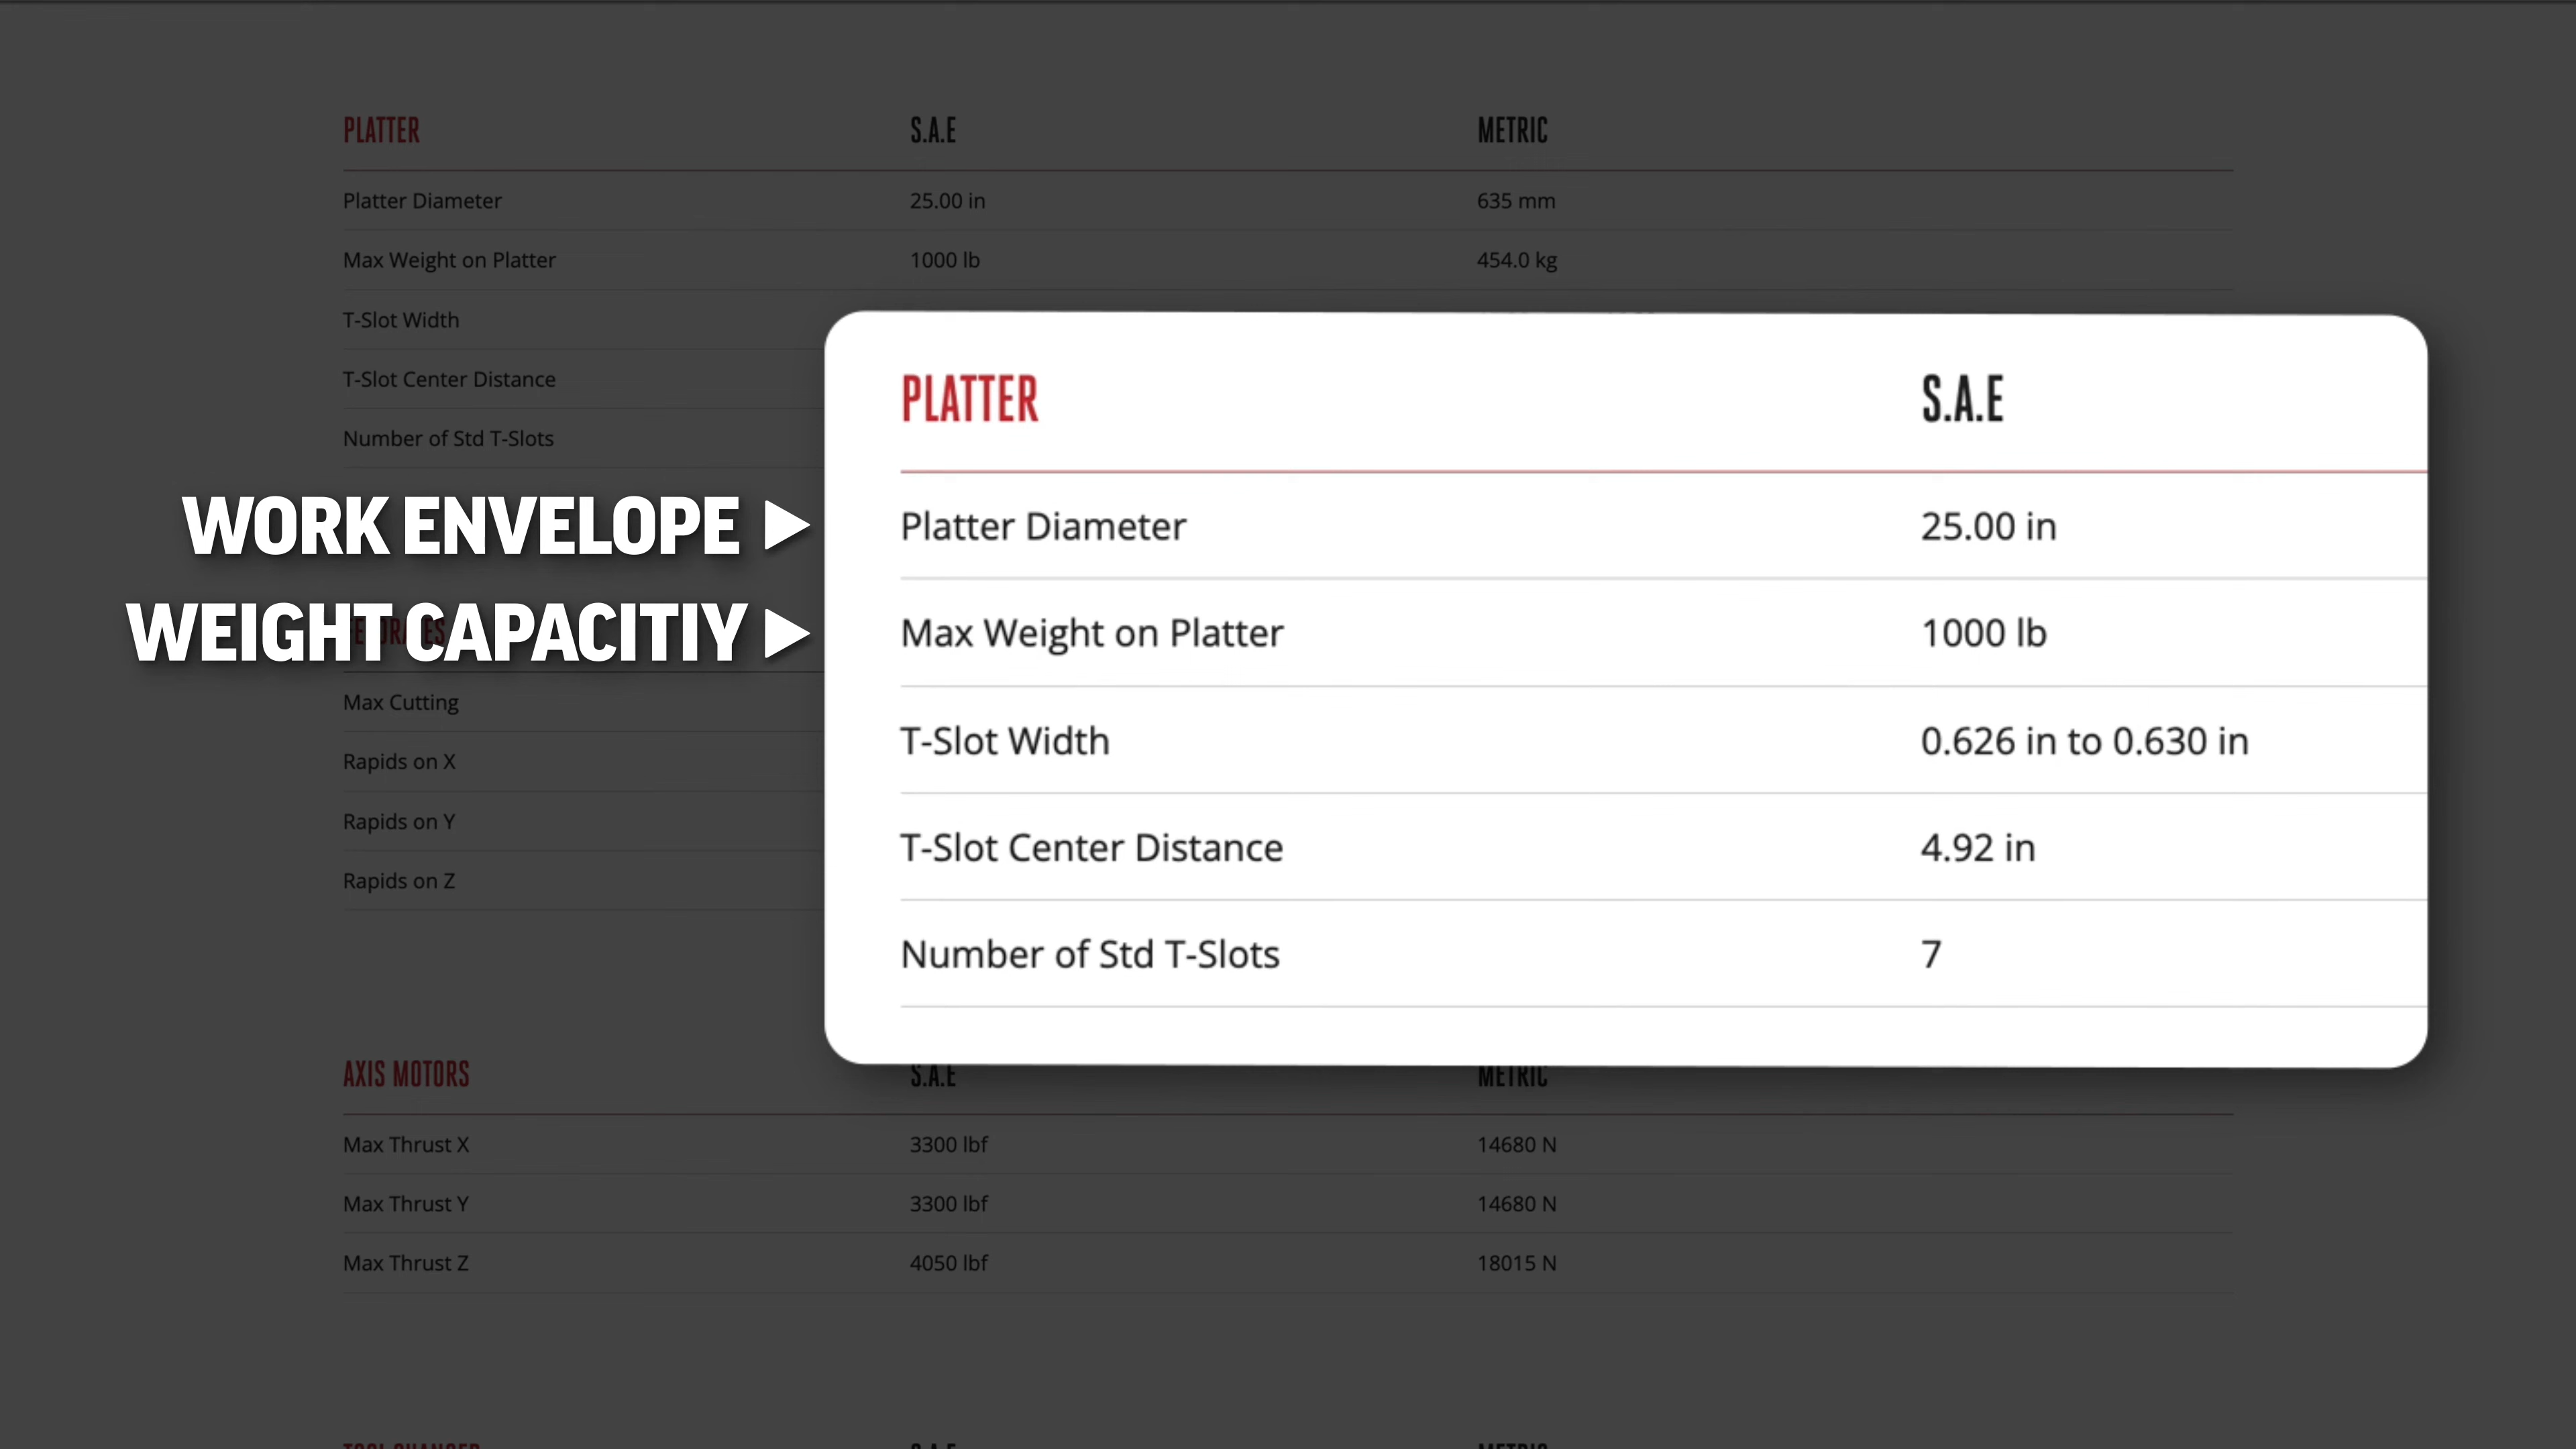 PLATTER S.A.E METRIC
Platter Diameter 25.00 in 635 mm
Max Weight on Platter 1000 lb 454.0 kg
T-Slot Width
T-Slot Center Distance
Number of Std T-Slots
WORK ENVELOPE
WEIGHT CAPACITIY
PLATTER S.A.E
Platter Diameter 25.00 in
Max Weight on Platter 1000 lb
T-Slot Width 0.626 in to 0.630 in
T-Slot Center Distance 4.92 in
Number of Std T-Slots 7
Max Cutting
Rapids on X
Rapids on Y
Rapids on Z
AXIS MOTORS S.A.E METRIC
Max Thrust X 3300 lbf 14680 N
Max Thrust Y 3300 lbf 14680 N
Max Thrust Z 4050 lbf 18015 N